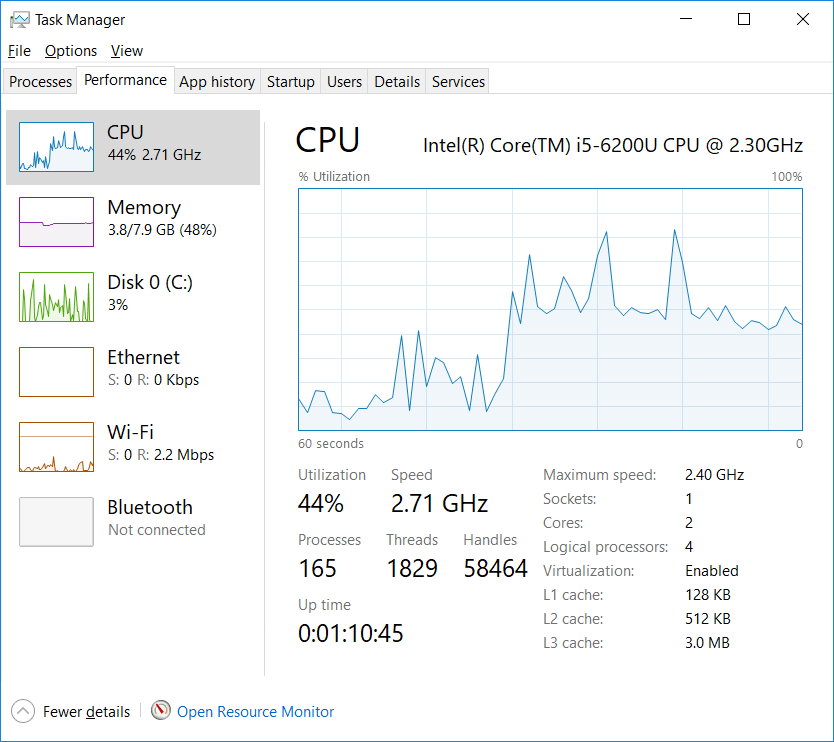 Task Manager
File Options View
Processes Performance App history Startup Users Details Services
CPU
44% 2.71 GHz
Memory
3.8/7.9 GB (48%)
Disk 0 (C:)
3%
Ethernet
S: 0 R: 0 Kbps
Wi-Fi
S: 0 R: 2.2 Mbps
Bluetooth
Not connected
CPU Intel(R) Core(TM) i5-6200U CPU @ 2.30GHz
% Utilization 100%
60 seconds 0
Utilization Speed
44% 2.71 GHz
Processes Threads Handles
165 1829 58464
Up time
0:01:10:45
Maximum speed: 2.40 GHz
Sockets: 1
Cores: 2
Logical processors: 4
Virtualization: Enabled
L1 cache: 128 KB
L2 cache: 512 KB
L3 cache: 3.0 MB
Fewer details Open Resource Monitor